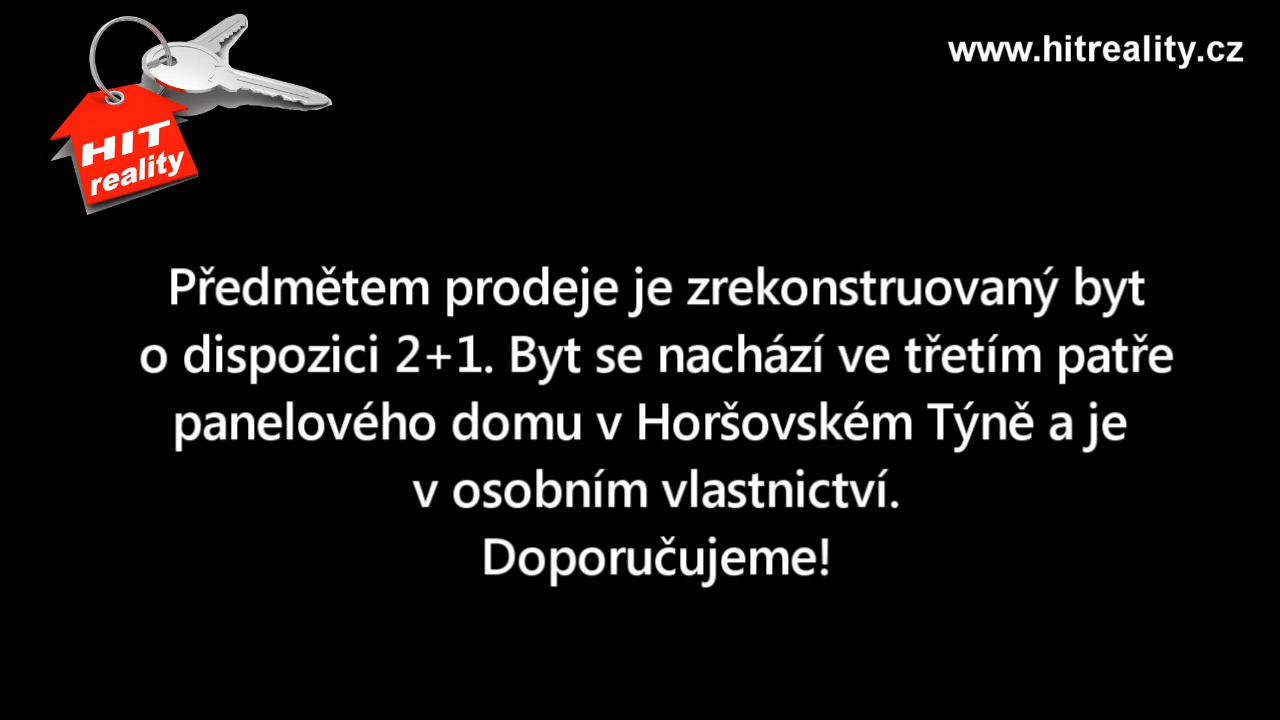 HIT
reality
www.hitreality.cz
Předmětem prodeje je zrekonstruovaný byt
o dispozici 2+1. Byt se nachází ve třetím patře
panelového domu v Horšovském Týně a je
v osobním vlastnictví.
Doporučujeme!